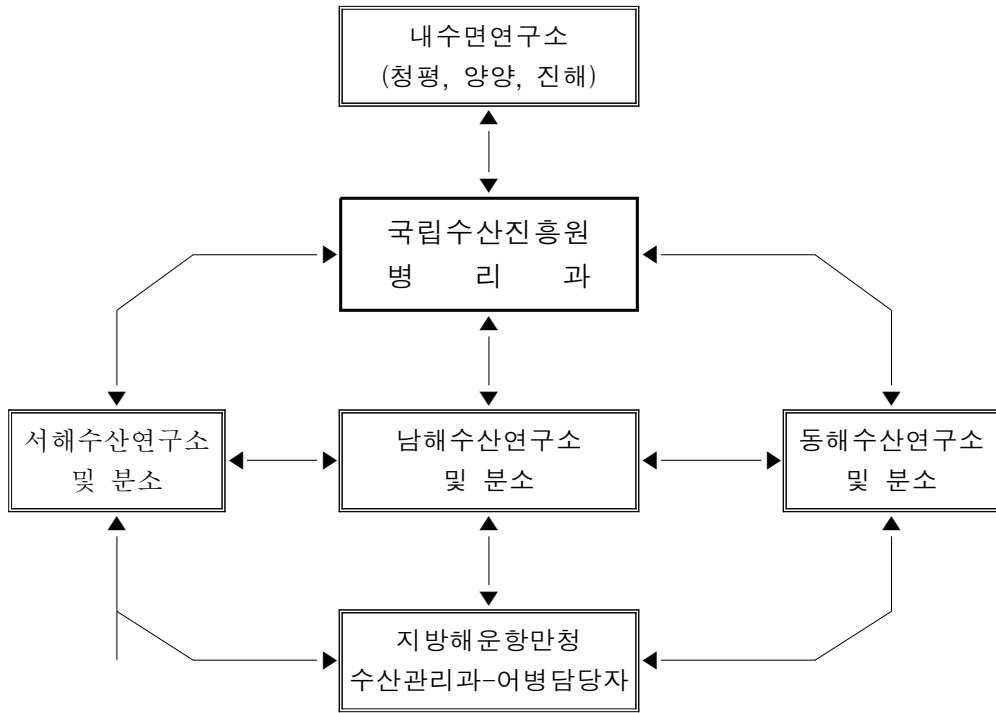 내수면연구소
(청평, 양양, 진해)
국립수산진흥원
병 리 과
서해수산연구소
및 분소
남해수산연구소
및 분소
동해수산연구소
및 분소
지방해운항만청
수산관리과-어병담당자